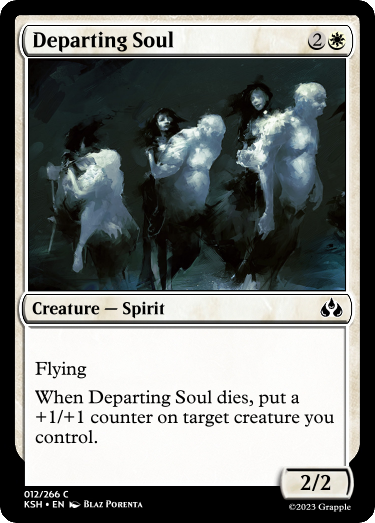 Departing Soul 2
Creature — Spirit
Flying
When Departing Soul dies, put a
+1/+1 counter on target creature you
control.
2/2
012/266 C
KSH • EN Blaz Porenta
©2023 Grapple